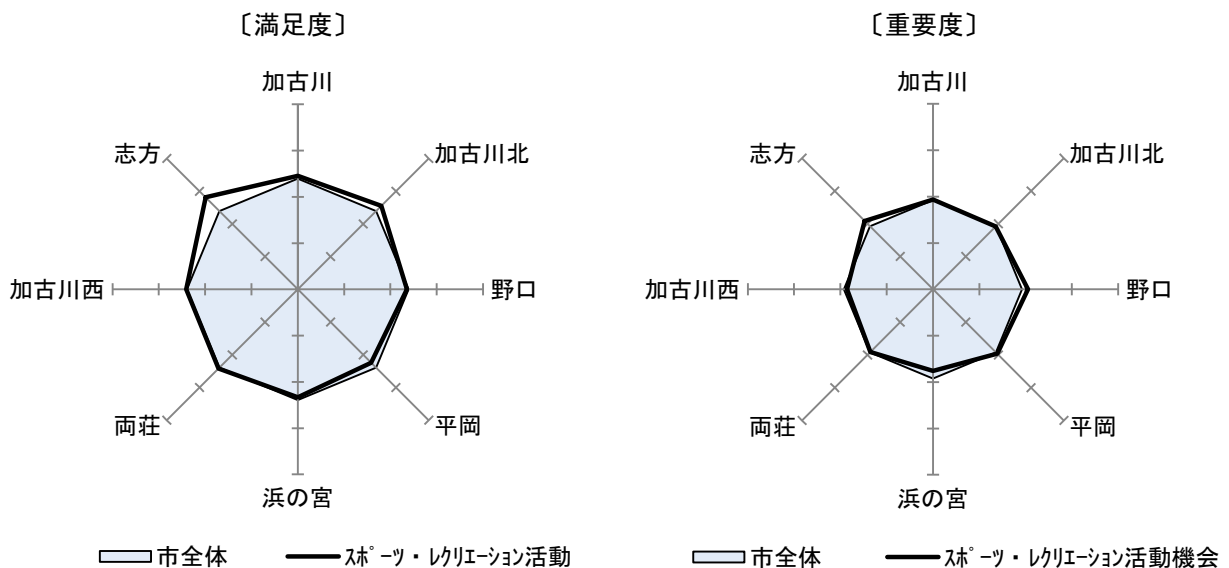 〔満足度〕
加古川
加古川北
野口
平岡
浜の宮
両荘
加古川西
志方
市全体
ｽﾎﾟｰﾂ・ﾚｸﾘｴｰｼｮﾝ活動
〔重要度〕
加古川
加古川北
野口
平岡
浜の宮
両荘
加古川西
志方
市全体
ｽﾎﾟｰﾂ・ﾚｸﾘｴｰｼｮﾝ活動機会